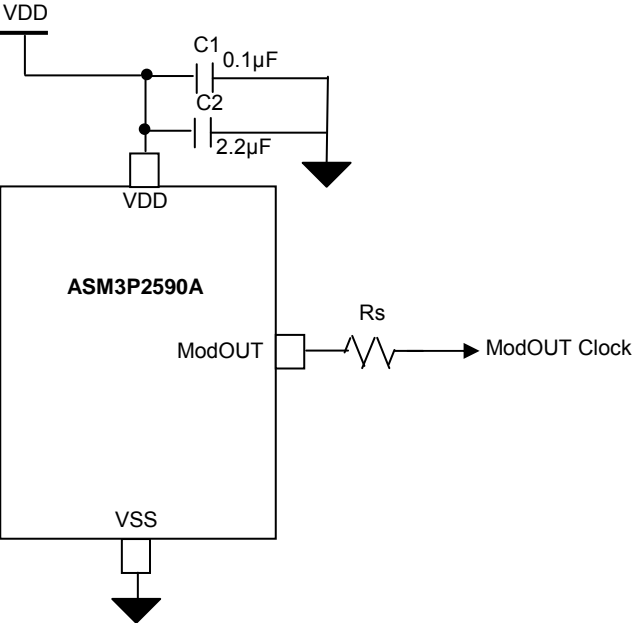 VDD
C1
0.1µF
C2
2.2µF
VDD
ASM3P2590A
Rs
ModOUT
ModOUT Clock
VSS